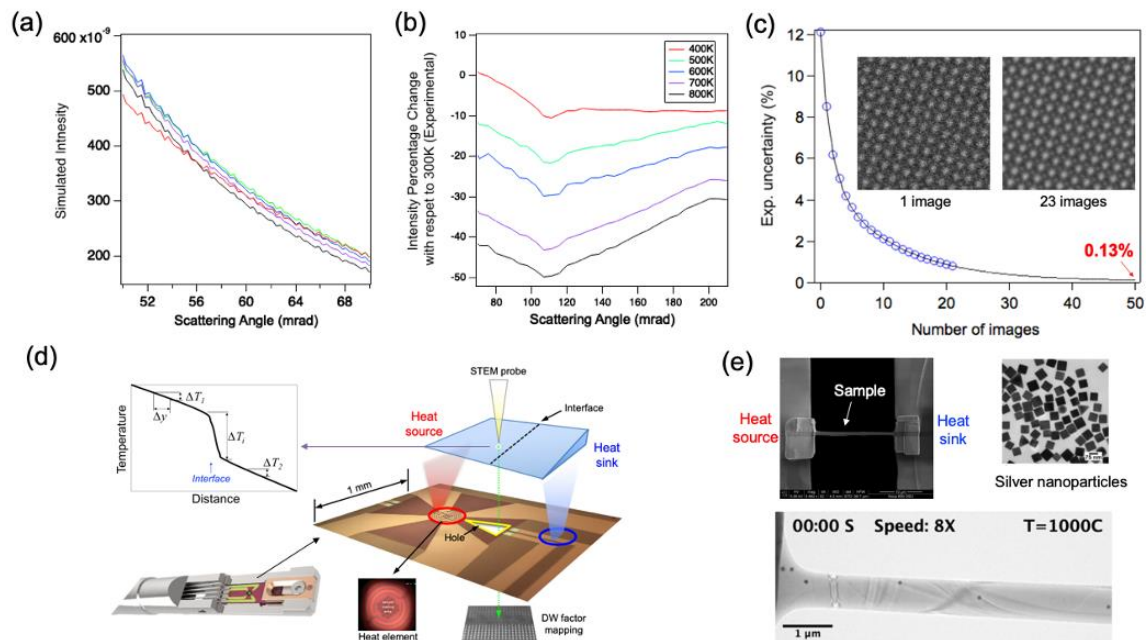 (a)
600 x10⁻⁹
500
400
300
200
Simulated Intnesity
52
56
60
64
68
Scattering Angle (mrad)
(b)
10
0
-10
-20
-30
-40
-50
Intensity Percentage Change
with respet to 300K (Experimental)
400K
500K
600K
700K
800K
80
100
120
140
160
180
200
Scattering Angle (mrad)
(c)
12
10
8
6
4
2
0
Exp. uncertainty (%)
1 image
23 images
0.13%
0
10
20
30
40
50
Number of images
(d)
Temperature
Δy
ΔT₁
ΔTᵢ
ΔT₂
Interface
Distance
STEM probe
Interface
Heat
source
Heat
sink
1 mm
Hole
Heat element
DW factor
mapping
(e)
Sample
Heat
source
Heat
sink
Silver nanoparticles
00:00 S Speed: 8X T=1000C
1 µm